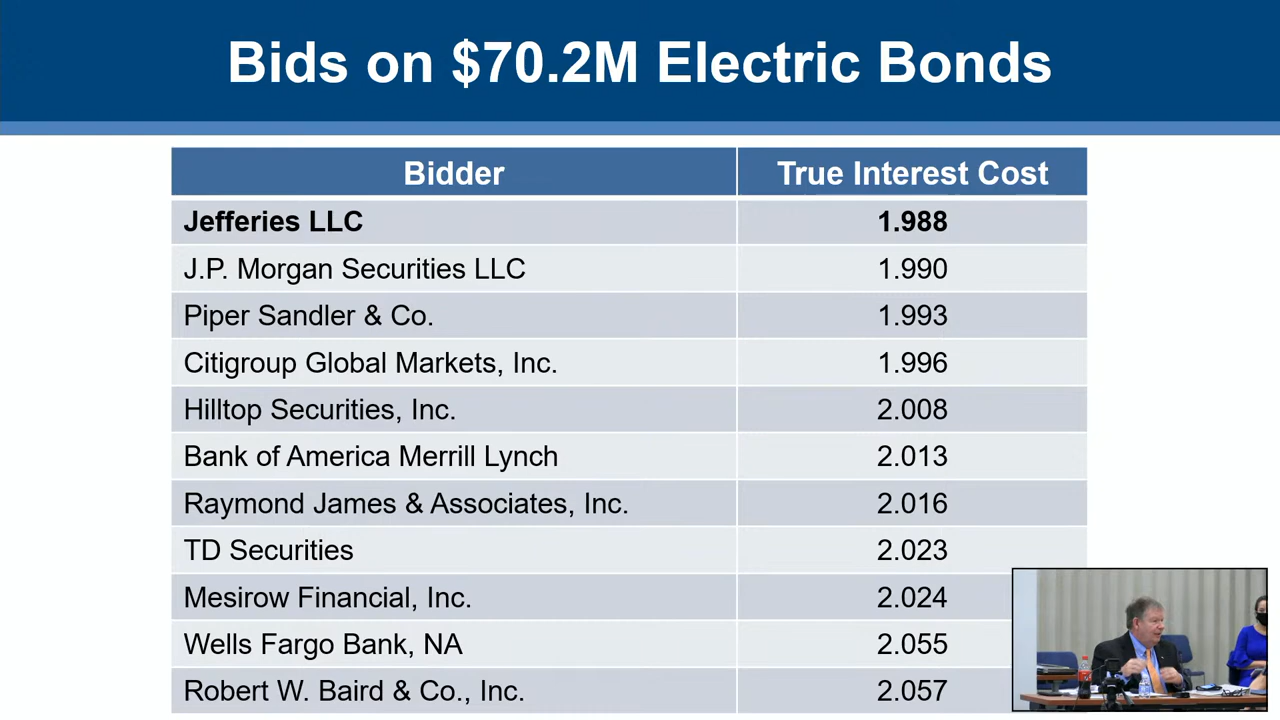 Bids on $70.2M Electric Bonds
Bidder True Interest Cost
Jefferies LLC 1.988
J.P. Morgan Securities LLC 1.990
Piper Sandler & Co. 1.993
Citigroup Global Markets, Inc. 1.996
Hilltop Securities, Inc. 2.008
Bank of America Merrill Lynch 2.013
Raymond James & Associates, Inc. 2.016
TD Securities 2.023
Mesirow Financial, Inc. 2.024
Wells Fargo Bank, NA 2.055
Robert W. Baird & Co., Inc. 2.057